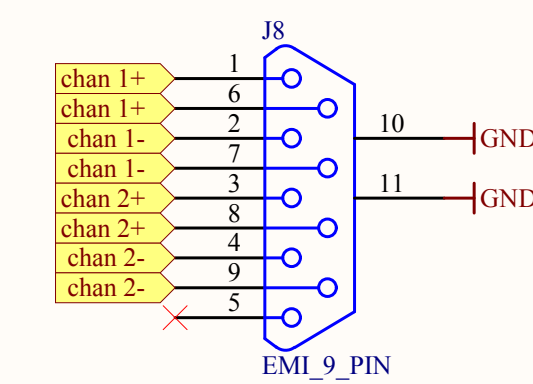 J8
chan 1+ 1
chan 1+ 6
chan 1- 2 10 GND
chan 1- 7
chan 2+ 3 11 GND
chan 2+ 8
chan 2- 4
chan 2- 9
5
EMI_9_PIN